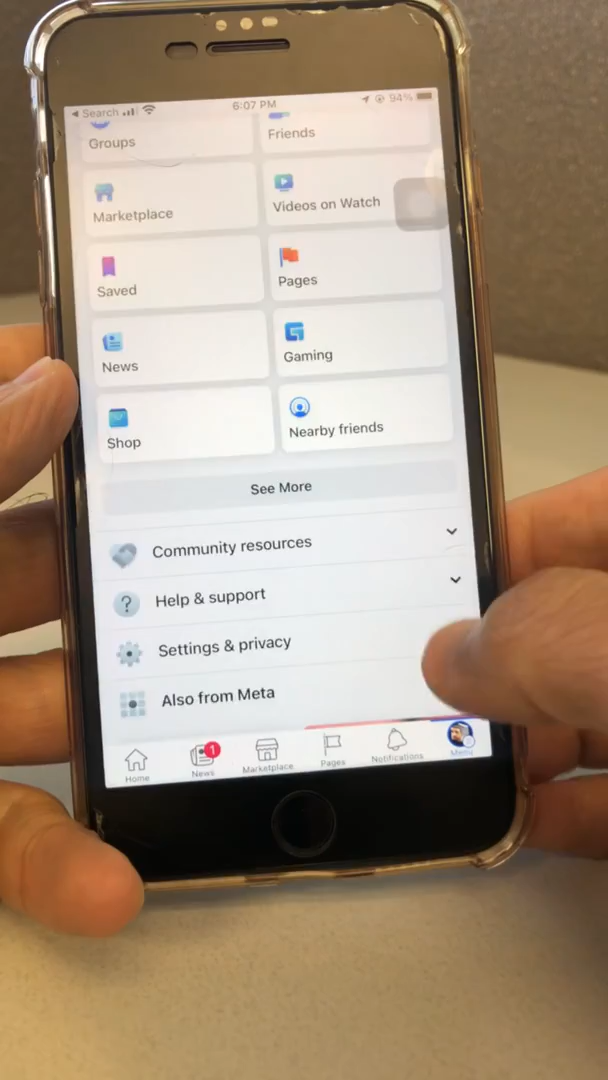 Search 6:07 PM 94%
Groups Friends
Marketplace Videos on Watch
Saved Pages
News Gaming
Shop Nearby friends
See More
Community resources
Help & support
Settings & privacy
Also from Meta
1
Home News Marketplace Pages Notifications Menu